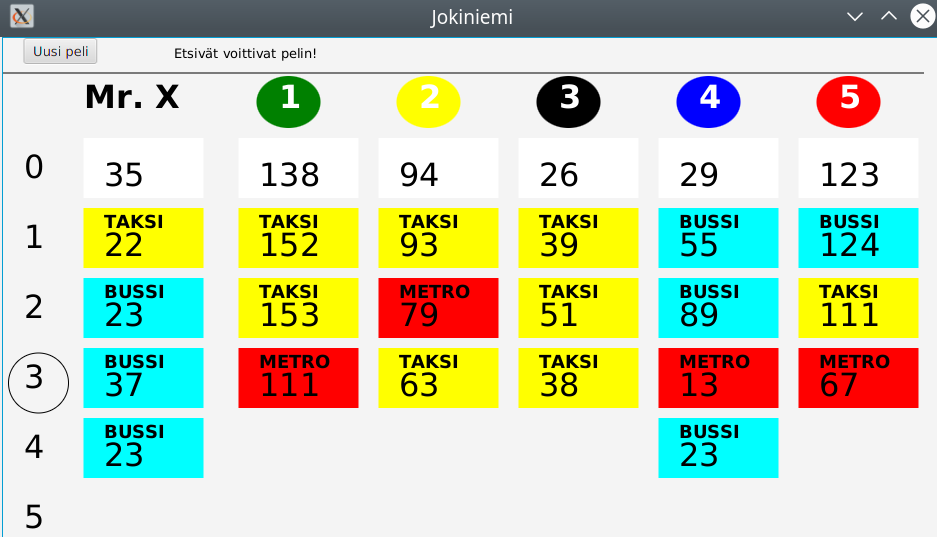 Jokiniemi
Uusi peli Etsivät voittivat pelin!
Mr. X 1 2 3 4 5
0 35 138 94 26 29 123
TAKSI TAKSI TAKSI TAKSI BUSSI BUSSI
1 22 152 93 39 55 124
BUSSI TAKSI METRO TAKSI BUSSI TAKSI
2 23 153 79 51 89 111
BUSSI METRO TAKSI TAKSI METRO METRO
3 37 111 63 38 13 67
BUSSI BUSSI
4 23 23
5